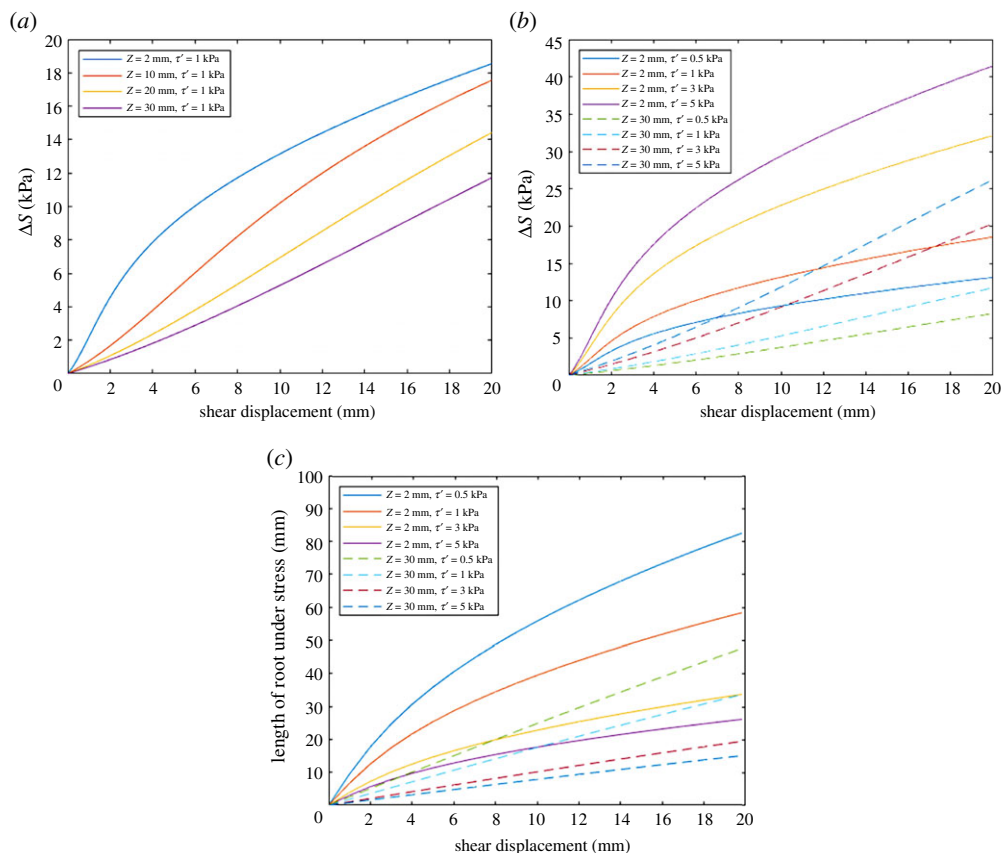 (a)
20
18
16
14
12
10
8
6
4
2
0
ΔS (kPa)
Z = 2 mm, τ′ = 1 kPa
Z = 10 mm, τ′ = 1 kPa
Z = 20 mm, τ′ = 1 kPa
Z = 30 mm, τ′ = 1 kPa
2 4 6 8 10 12 14 16 18 20
shear displacement (mm)
(b)
45
40
35
30
25
20
15
10
5
0
ΔS (kPa)
Z = 2 mm, τ′ = 0.5 kPa
Z = 2 mm, τ′ = 1 kPa
Z = 2 mm, τ′ = 3 kPa
Z = 2 mm, τ′ = 5 kPa
Z = 30 mm, τ′ = 0.5 kPa
Z = 30 mm, τ′ = 1 kPa
Z = 30 mm, τ′ = 3 kPa
Z = 30 mm, τ′ = 5 kPa
2 4 6 8 10 12 14 16 18 20
shear displacement (mm)
(c)
100
90
80
70
60
50
40
30
20
10
0
length of root under stress (mm)
Z = 2 mm, τ′ = 0.5 kPa
Z = 2 mm, τ′ = 1 kPa
Z = 2 mm, τ′ = 3 kPa
Z = 2 mm, τ′ = 5 kPa
Z = 30 mm, τ′ = 0.5 kPa
Z = 30 mm, τ′ = 1 kPa
Z = 30 mm, τ′ = 3 kPa
Z = 30 mm, τ′ = 5 kPa
2 4 6 8 10 12 14 16 18 20
shear displacement (mm)